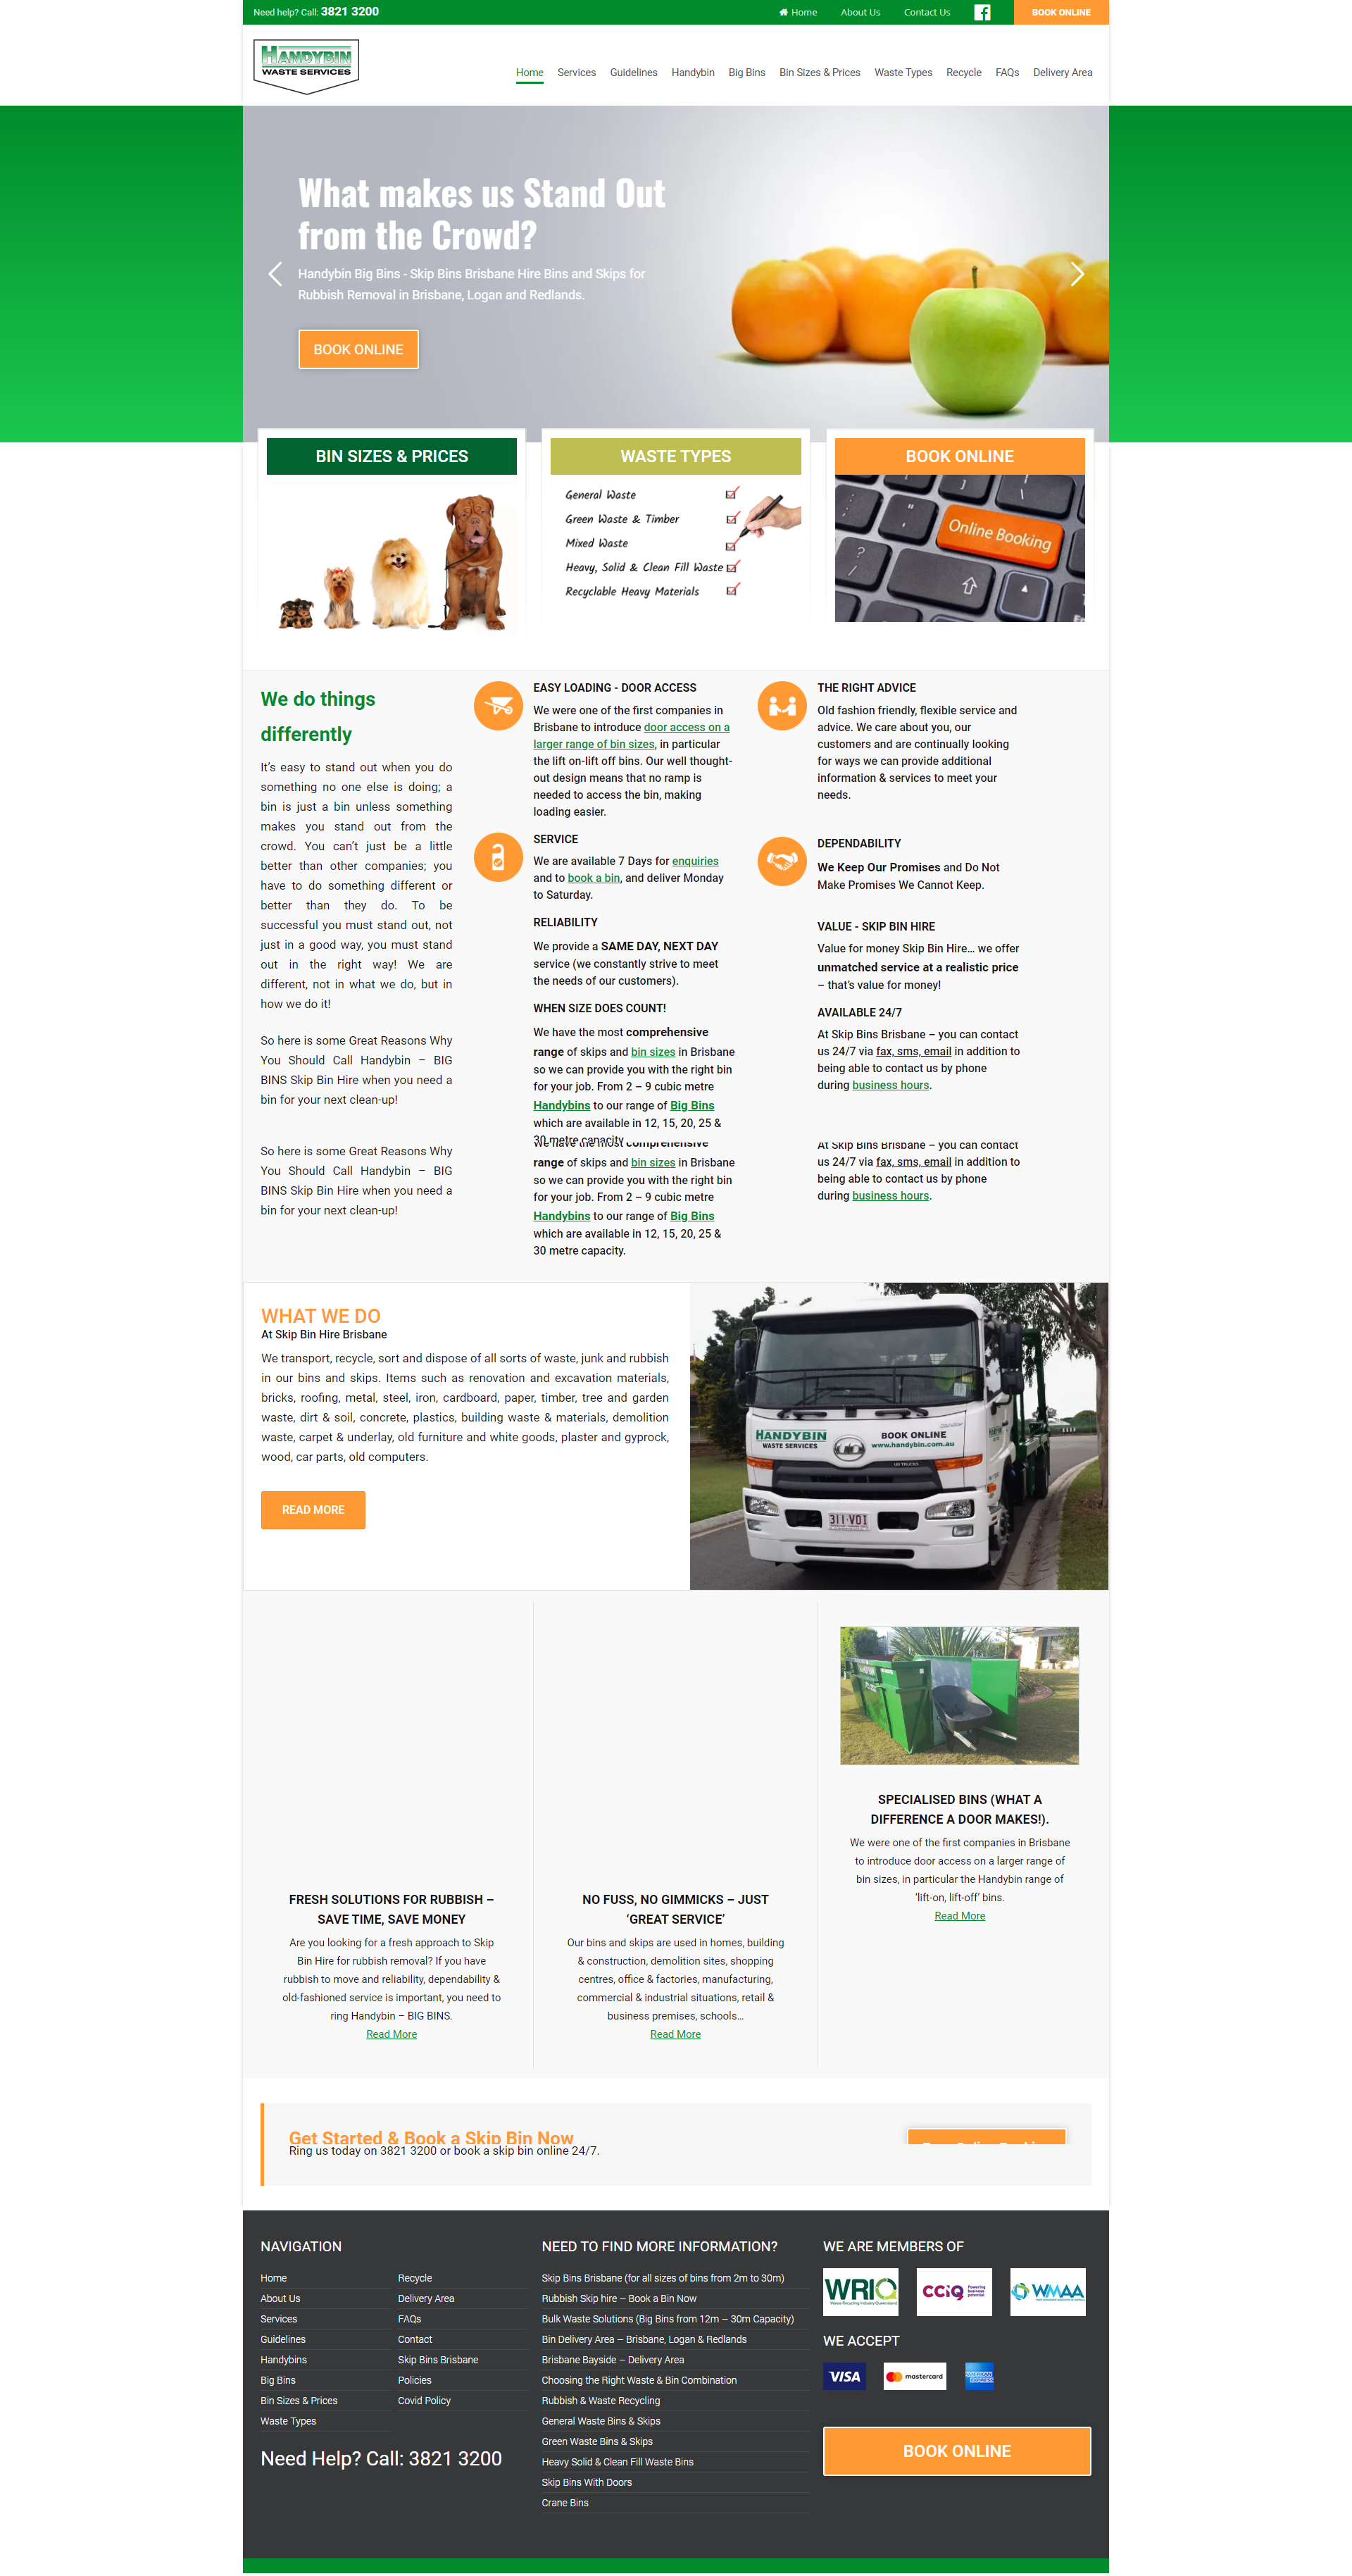 Need help? Call: 3821 3200
Home About Us Contact Us
BOOK ONLINE
HANDYBIN
WASTE SERVICES
Home Services Guidelines Handybin Big Bins Bin Sizes & Prices Waste Types Recycle FAQs Delivery Area
What makes us Stand Out
from the Crowd?
Handybin Big Bins - Skip Bins Brisbane Hire Bins and Skips for
Rubbish Removal in Brisbane, Logan and Redlands.
BOOK ONLINE
BIN SIZES & PRICES
WASTE TYPES
General Waste
Green Waste & Timber
Mixed Waste
Heavy, Solid & Clean Fill Waste
Recyclable Heavy Materials
BOOK ONLINE
Online Booking
We do things
differently
It's easy to stand out when you do
something no one else is doing; a
bin is just a bin unless something
makes you stand out from the
crowd. You can't just be a little
better than other companies; you
have to do something different or
better than they do. To be
successful you must stand out, not
just in a good way, you must stand
out in the right way! We are
different, not in what we do, but in
how we do it!
So here is some Great Reasons Why
You Should Call Handybin – BIG
BINS Skip Bin Hire when you need a
bin for your next clean-up!
So here is some Great Reasons Why
You Should Call Handybin – BIG
BINS Skip Bin Hire when you need a
bin for your next clean-up!
EASY LOADING - DOOR ACCESS
We were one of the first companies in
Brisbane to introduce door access on a
larger range of bin sizes, in particular
the lift on-lift off bins. Our well thought-
out design means that no ramp is
needed to access the bin, making
loading easier.
SERVICE
We are available 7 Days for enquiries
and to book a bin, and deliver Monday
to Saturday.
RELIABILITY
We provide a SAME DAY, NEXT DAY
service (we constantly strive to meet
the needs of our customers).
WHEN SIZE DOES COUNT!
We have the most comprehensive
range of skips and bin sizes in Brisbane
so we can provide you with the right bin
for your job. From 2 – 9 cubic metre
Handybins to our range of Big Bins
which are available in 12, 15, 20, 25 &
30 metre capacity
We have the most comprehensive
range of skips and bin sizes in Brisbane
so we can provide you with the right bin
for your job. From 2 – 9 cubic metre
Handybins to our range of Big Bins
which are available in 12, 15, 20, 25 &
30 metre capacity.
THE RIGHT ADVICE
Old fashion friendly, flexible service and
advice. We care about you, our
customers and are continually looking
for ways we can provide additional
information & services to meet your
needs.
DEPENDABILITY
We Keep Our Promises and Do Not
Make Promises We Cannot Keep.
VALUE - SKIP BIN HIRE
Value for money Skip Bin Hire... we offer
unmatched service at a realistic price
– that's value for money!
AVAILABLE 24/7
At Skip Bins Brisbane – you can contact
us 24/7 via fax, sms, email in addition to
being able to contact us by phone
during business hours.
At Skip Bins Brisbane – you can contact
us 24/7 via fax, sms, email in addition to
being able to contact us by phone
during business hours.
WHAT WE DO
At Skip Bin Hire Brisbane
We transport, recycle, sort and dispose of all sorts of waste, junk and rubbish
in our bins and skips. Items such as renovation and excavation materials,
bricks, roofing, metal, steel, iron, cardboard, paper, timber, tree and garden
waste, dirt & soil, concrete, plastics, building waste & materials, demolition
waste, carpet & underlay, old furniture and white goods, plaster and gyprock,
wood, car parts, old computers.
READ MORE
HANDYBIN
WASTE SERVICES
BOOK ONLINE
www.handybin.com.au
UD TRUCKS
311·VOI
FRESH SOLUTIONS FOR RUBBISH –
SAVE TIME, SAVE MONEY
Are you looking for a fresh approach to Skip
Bin Hire for rubbish removal? If you have
rubbish to move and reliability, dependability &
old-fashioned service is important, you need to
ring Handybin – BIG BINS.
Read More
NO FUSS, NO GIMMICKS – JUST
'GREAT SERVICE'
Our bins and skips are used in homes, building
& construction, demolition sites, shopping
centres, office & factories, manufacturing,
commercial & industrial situations, retail &
business premises, schools...
Read More
SPECIALISED BINS (WHAT A
DIFFERENCE A DOOR MAKES!).
We were one of the first companies in Brisbane
to introduce door access on a larger range of
bin sizes, in particular the Handybin range of
'lift-on, lift-off' bins.
Read More
Get Started & Book a Skip Bin Now
Ring us today on 3821 3200 or book a skip bin online 24/7.
NAVIGATION
Home
About Us
Services
Guidelines
Handybins
Big Bins
Bin Sizes & Prices
Waste Types
Recycle
Delivery Area
FAQs
Contact
Skip Bins Brisbane
Policies
Covid Policy
Need Help? Call: 3821 3200
NEED TO FIND MORE INFORMATION?
Skip Bins Brisbane (for all sizes of bins from 2m to 30m)
Rubbish Skip hire – Book a Bin Now
Bulk Waste Solutions (Big Bins from 12m – 30m Capacity)
Bin Delivery Area – Brisbane, Logan & Redlands
Brisbane Bayside – Delivery Area
Choosing the Right Waste & Bin Combination
Rubbish & Waste Recycling
General Waste Bins & Skips
Green Waste Bins & Skips
Heavy Solid & Clean Fill Waste Bins
Skip Bins With Doors
Crane Bins
WE ARE MEMBERS OF
WRIQ
Waste Recycling Industry Queensland
CCIQ Powering business potential
WMAA
WE ACCEPT
VISA mastercard AMERICAN EXPRESS
BOOK ONLINE